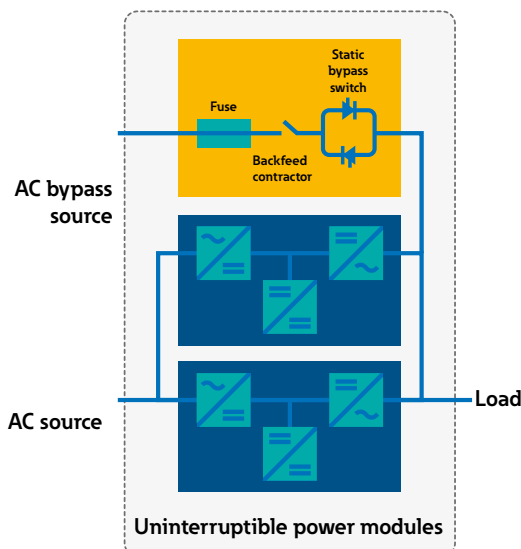 Static
bypass
switch
Fuse
Backfeed
contractor
AC bypass
source
AC source
Load
Uninterruptible power modules